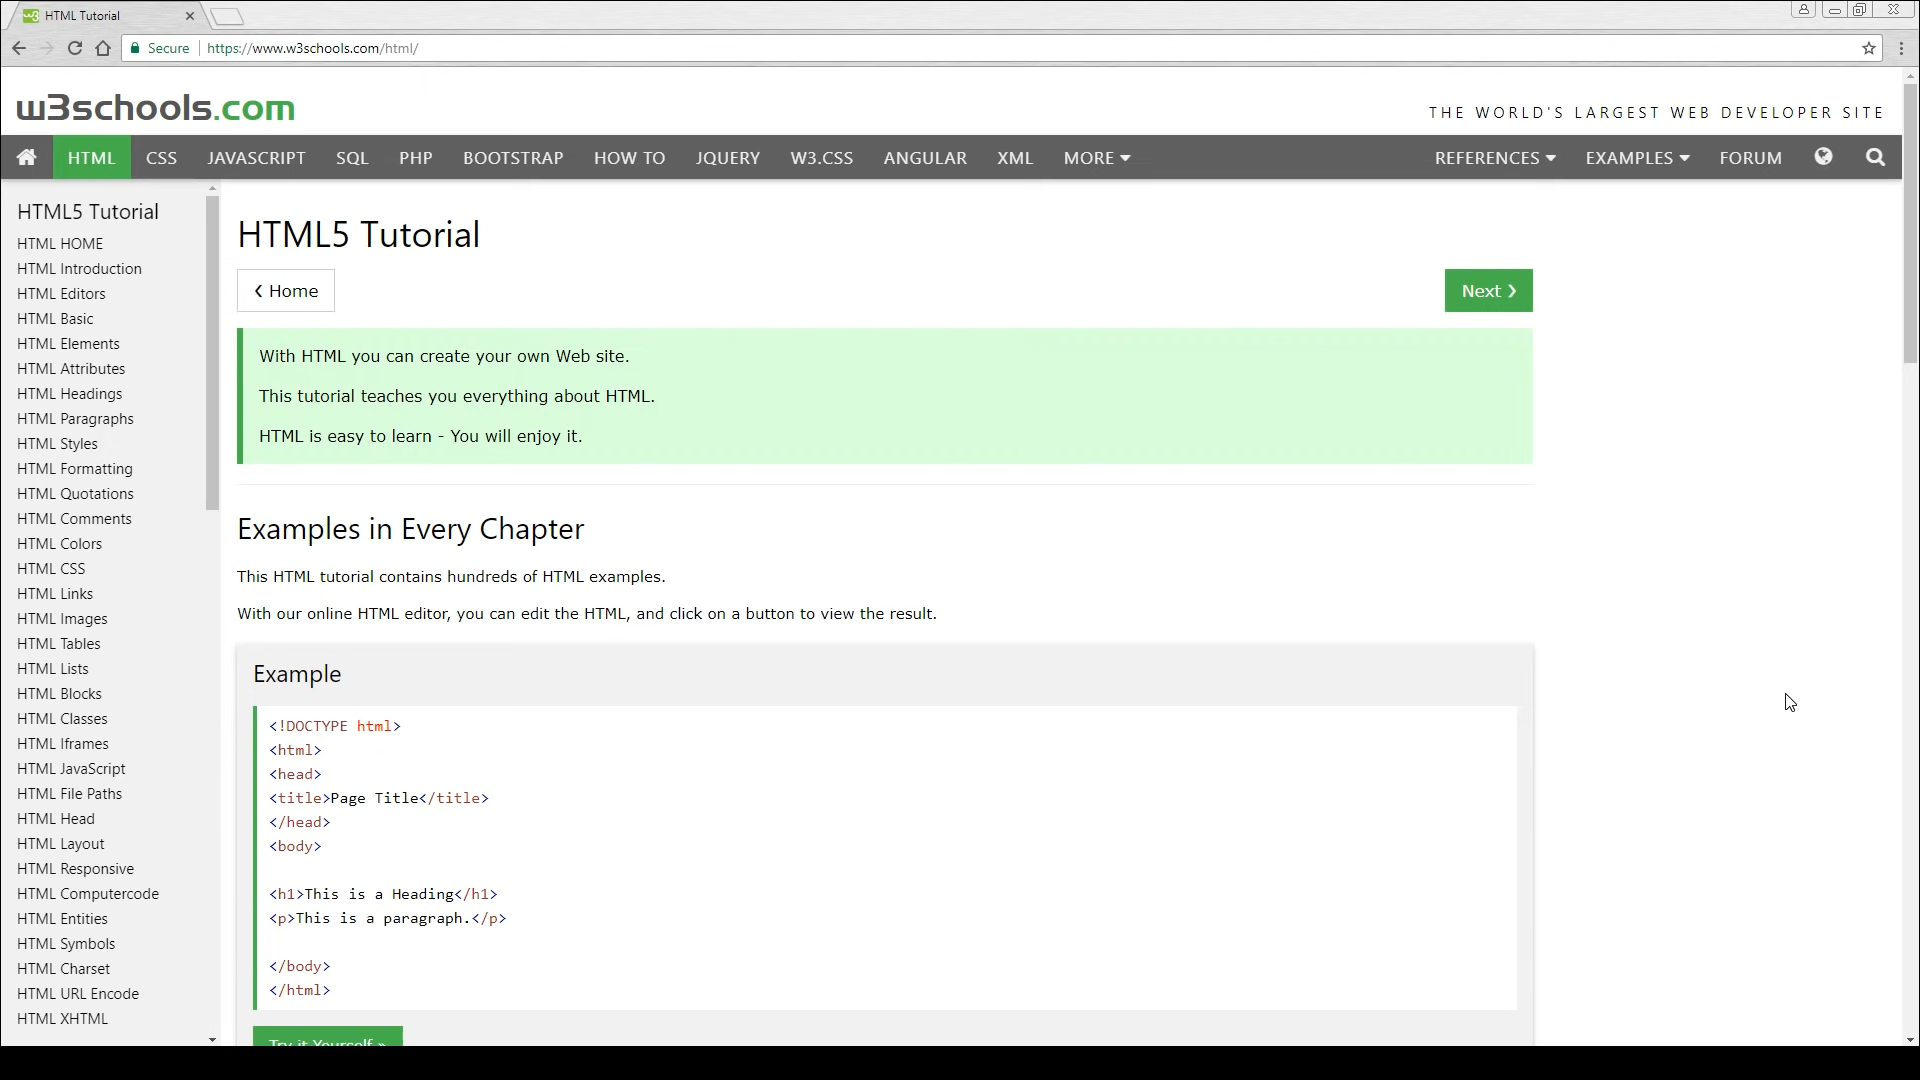 HTML Tutorial
Secure https://www.w3schools.com/html/
w3schools.com
THE WORLD'S LARGEST WEB DEVELOPER SITE
HTML CSS JAVASCRIPT SQL PHP BOOTSTRAP HOW TO JQUERY W3.CSS ANGULAR XML MORE REFERENCES EXAMPLES FORUM
HTML5 Tutorial
HTML HOME
HTML Introduction
HTML Editors
HTML Basic
HTML Elements
HTML Attributes
HTML Headings
HTML Paragraphs
HTML Styles
HTML Formatting
HTML Quotations
HTML Comments
HTML Colors
HTML CSS
HTML Links
HTML Images
HTML Tables
HTML Lists
HTML Blocks
HTML Classes
HTML Iframes
HTML JavaScript
HTML File Paths
HTML Head
HTML Layout
HTML Responsive
HTML Computercode
HTML Entities
HTML Symbols
HTML Charset
HTML URL Encode
HTML XHTML
HTML5 Tutorial
❮ Home
Next ❯
With HTML you can create your own Web site.
This tutorial teaches you everything about HTML.
HTML is easy to learn - You will enjoy it.
Examples in Every Chapter
This HTML tutorial contains hundreds of HTML examples.
With our online HTML editor, you can edit the HTML, and click on a button to view the result.
Example
<!DOCTYPE html>
<html>
<head>
<title>Page Title</title>
</head>
<body>
<h1>This is a Heading</h1>
<p>This is a paragraph.</p>
</body>
</html>
Try it Yourself »